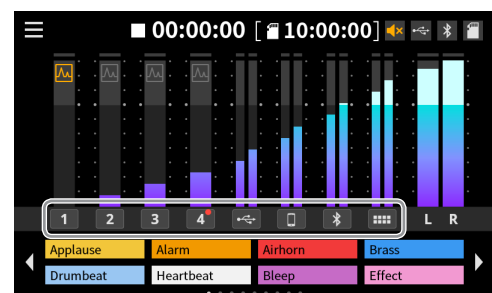 00:00:00 [10:00:00]
1 2 3 4 L R
Applause Alarm Airhorn Brass
Drumbeat Heartbeat Bleep Effect